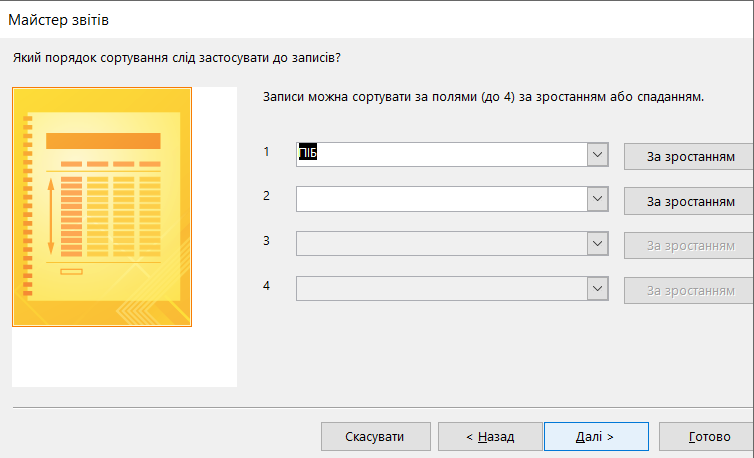 Майстер звітів
Який порядок сортування слід застосувати до записів?
Записи можна сортувати за полями (до 4) за зростанням або спаданням.
1 ПІБ За зростанням
2 За зростанням
3 За зростанням
4 За зростанням
Скасувати < Назад Далі > Готово